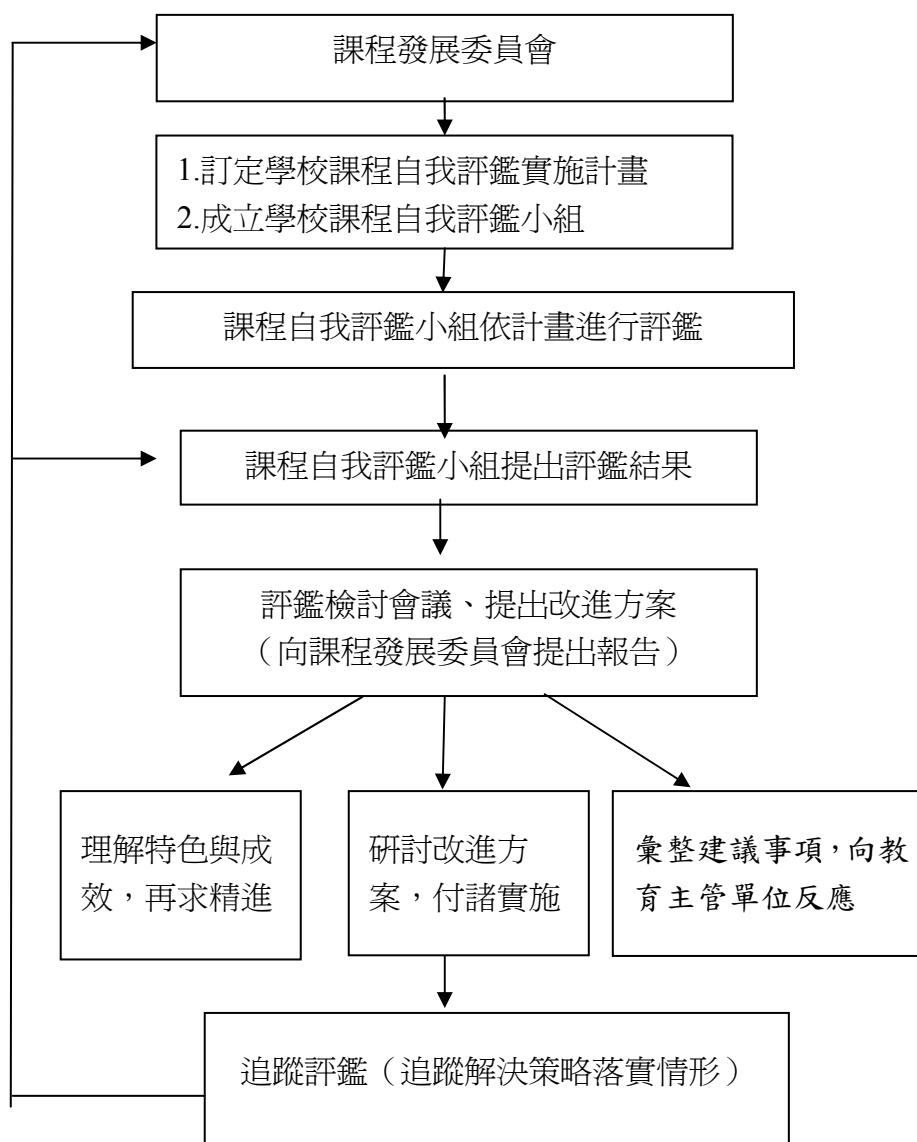 課程發展委員會
1.訂定學校課程自我評鑑實施計畫
2.成立學校課程自我評鑑小組
課程自我評鑑小組依計畫進行評鑑
課程自我評鑑小組提出評鑑結果
評鑑檢討會議、提出改進方案
（向課程發展委員會提出報告）
理解特色與成
效，再求精進
研討改進方
案，付諸實施
彙整建議事項，向教
育主管單位反應
追蹤評鑑（追蹤解決策略落實情形）